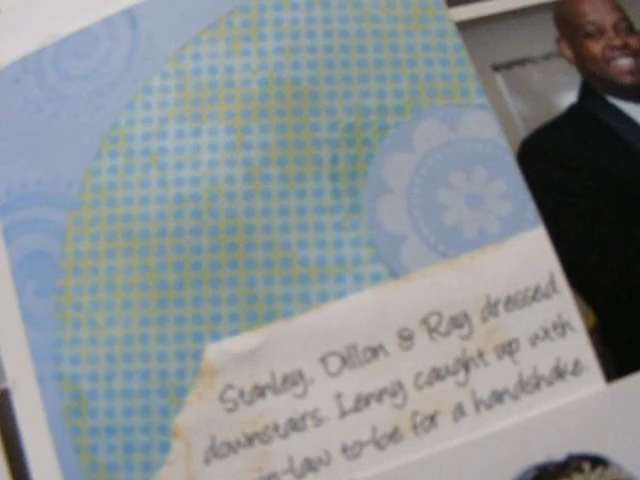 Stanley, Dillon & Ray dressed
downstairs. Lenny caught up with
-law to-be for a handshake.